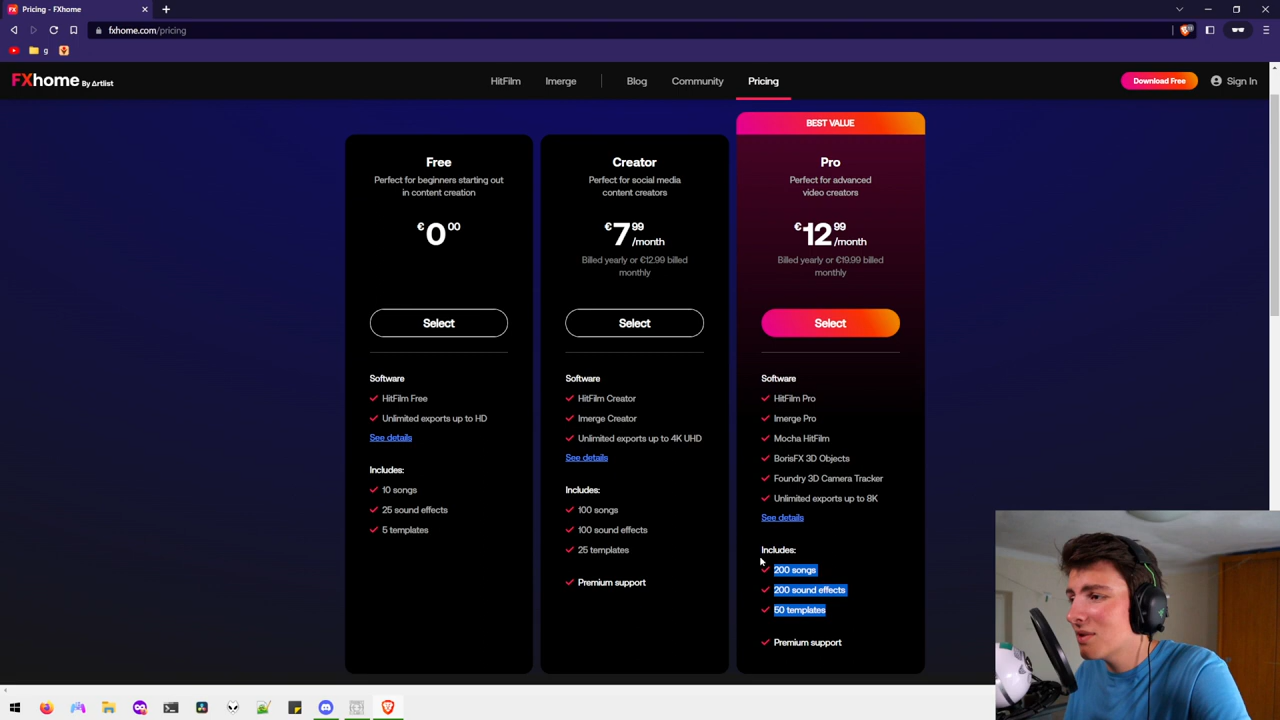 Pricing - FXhome
fxhome.com/pricing
g
FXhome By Artlist
HitFilm
Imerge
Blog
Community
Pricing
Download Free
Sign In
BEST VALUE
Free
Perfect for beginners starting out
in content creation
€0 00
Select
Software
HitFilm Free
Unlimited exports up to HD
See details
Includes:
10 songs
25 sound effects
5 templates
Creator
Perfect for social media
content creators
€7 99 /month
Billed yearly or €12.99 billed
monthly
Select
Software
HitFilm Creator
Imerge Creator
Unlimited exports up to 4K UHD
See details
Includes:
100 songs
100 sound effects
25 templates
Premium support
Pro
Perfect for advanced
video creators
€12 99 /month
Billed yearly or €19.99 billed
monthly
Select
Software
HitFilm Pro
Imerge Pro
Mocha HitFilm
BorisFX 3D Objects
Foundry 3D Camera Tracker
Unlimited exports up to 8K
See details
Includes:
200 songs
200 sound effects
50 templates
Premium support